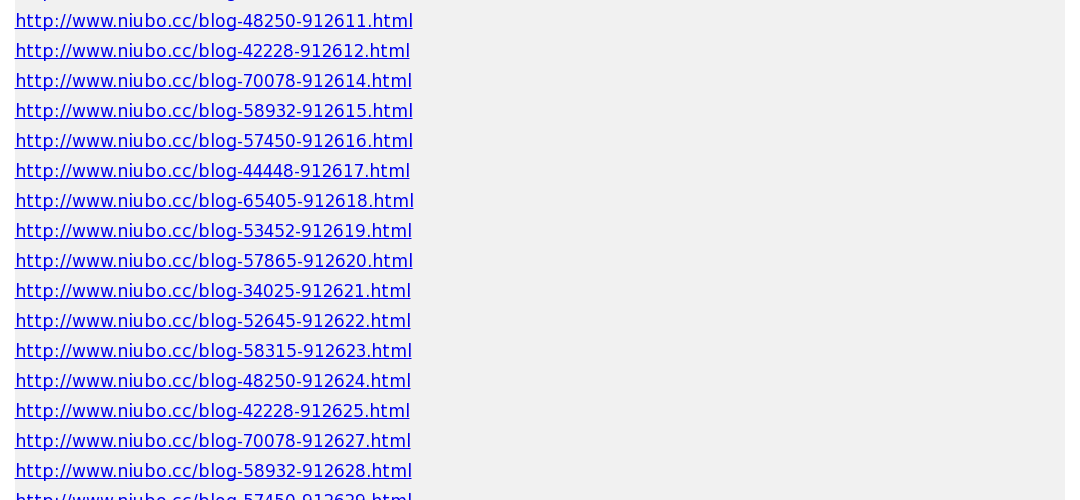 http://www.niubo.cc/blog-48250-912611.html
http://www.niubo.cc/blog-42228-912612.html
http://www.niubo.cc/blog-70078-912614.html
http://www.niubo.cc/blog-58932-912615.html
http://www.niubo.cc/blog-57450-912616.html
http://www.niubo.cc/blog-44448-912617.html
http://www.niubo.cc/blog-65405-912618.html
http://www.niubo.cc/blog-53452-912619.html
http://www.niubo.cc/blog-57865-912620.html
http://www.niubo.cc/blog-34025-912621.html
http://www.niubo.cc/blog-52645-912622.html
http://www.niubo.cc/blog-58315-912623.html
http://www.niubo.cc/blog-48250-912624.html
http://www.niubo.cc/blog-42228-912625.html
http://www.niubo.cc/blog-70078-912627.html
http://www.niubo.cc/blog-58932-912628.html
http://www.niubo.cc/blog-57450-912629.html